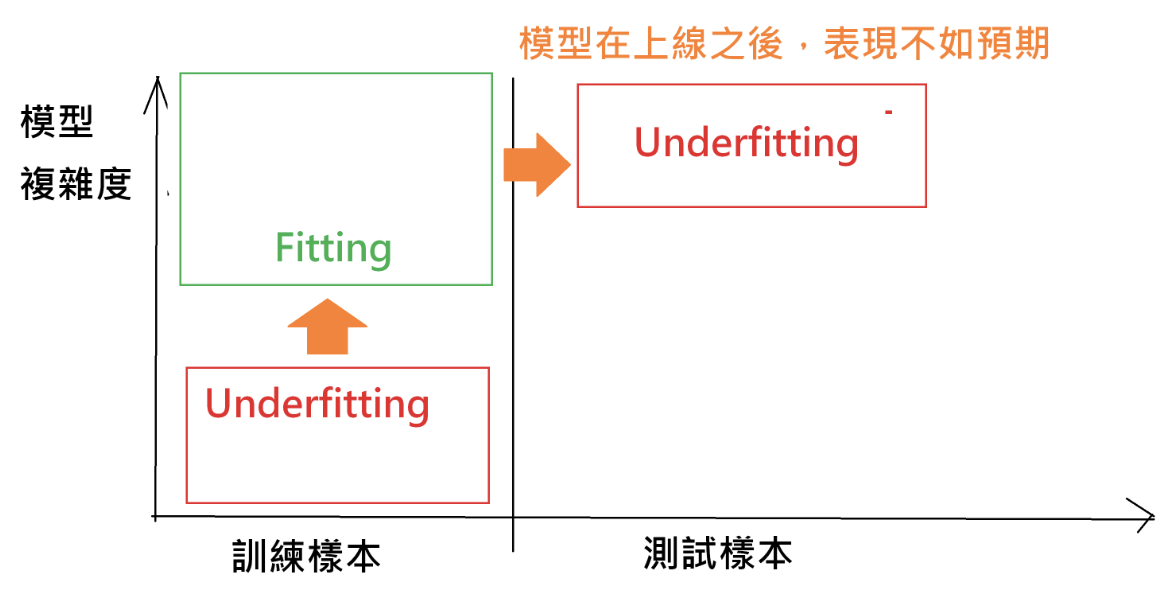 模型在上線之後，表現不如預期
模型
複雜度
Underfitting
Fitting
Underfitting
訓練樣本
測試樣本